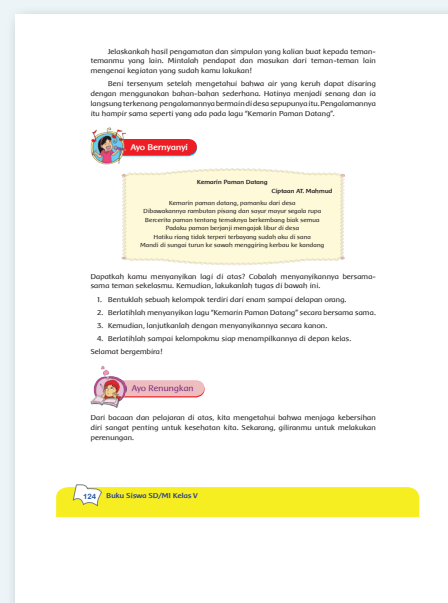 Jelaskankah hasil pengamatan dan simpulan yang kalian buat kepada teman-
temanmu yang lain. Mintalah pendapat dan masukan dari teman-teman lain
mengenai kegiatan yang sudah kamu lakukan!
Beni tersenyum setelah mengetahui bahwa air yang keruh dapat disaring
dengan menggunakan bahan-bahan sederhana. Hatinya menjadi senang dan ia
langsung terkenang pengalamannya bermain di desa sepupunya itu. Pengalamannya
itu hampir sama seperti yang ada pada lagu "Kemarin Paman Datang".
Ayo Bernyanyi
Kemarin Paman Datang
Ciptaan AT. Mahmud
Kemarin paman datang, pamanku dari desa
Dibawakannya rambutan pisang dan sayur mayur segala rupa
Bercerita paman tentang ternaknya berkembang biak semua
Padaku paman berjanji mengajak libur di desa
Hatiku riang tidak terperi terbayang sudah aku di sana
Mandi di sungai turun ke sawah menggiring kerbau ke kandang
Dapatkah kamu menyanyikan lagi di atas? Cobalah menyanyikannya bersama-
sama teman sekelasmu. Kemudian, lakukanlah tugas di bawah ini.
1. Bentuklah sebuah kelompok terdiri dari enam sampai delapan orang.
2. Berlatihlah menyanyikan lagu "Kemarin Paman Datang" secara bersama sama.
3. Kemudian, lanjutkanlah dengan menyanyikannya secara kanon.
4. Berlatihlah sampai kelompokmu siap menampilkannya di depan kelas.
Selamat bergembira!
Ayo Renungkan
Dari bacaan dan pelajaran di atas, kita mengetahui bahwa menjaga kebersihan
diri sangat penting untuk kesehatan kita. Sekarang, giliranmu untuk melakukan
perenungan.
124 Buku Siswa SD/MI Kelas V